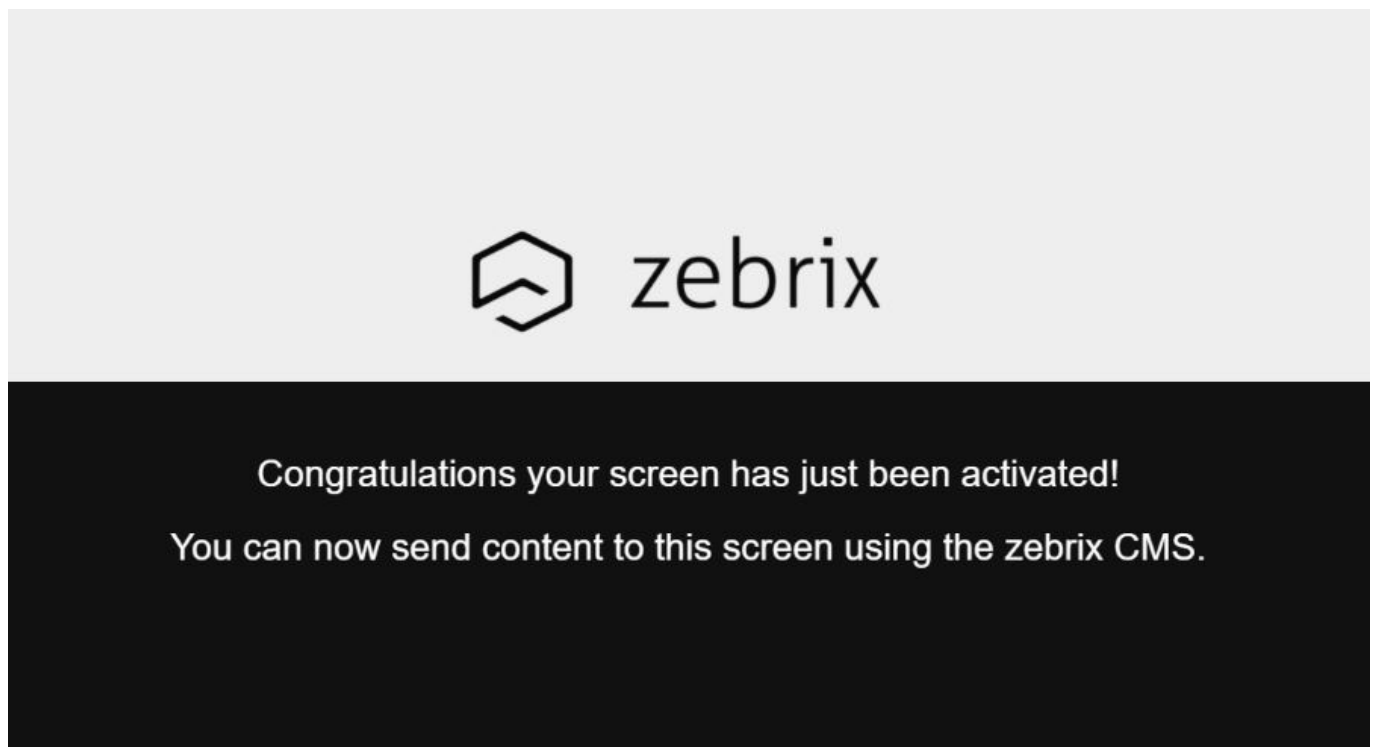 zebrix
Congratulations your screen has just been activated!
You can now send content to this screen using the zebrix CMS.